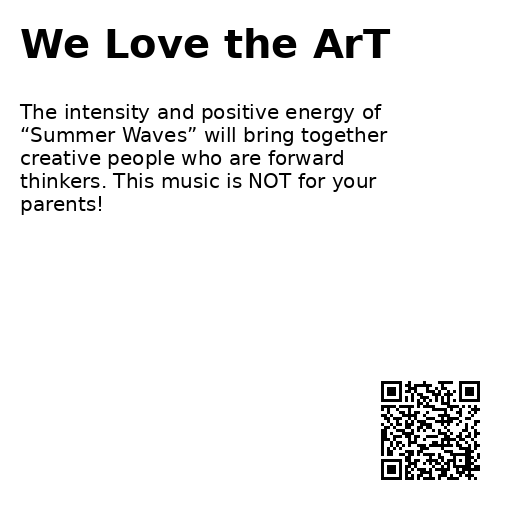 We Love the ArT
The intensity and positive energy of
“Summer Waves” will bring together
creative people who are forward
thinkers. This music is NOT for your
parents!